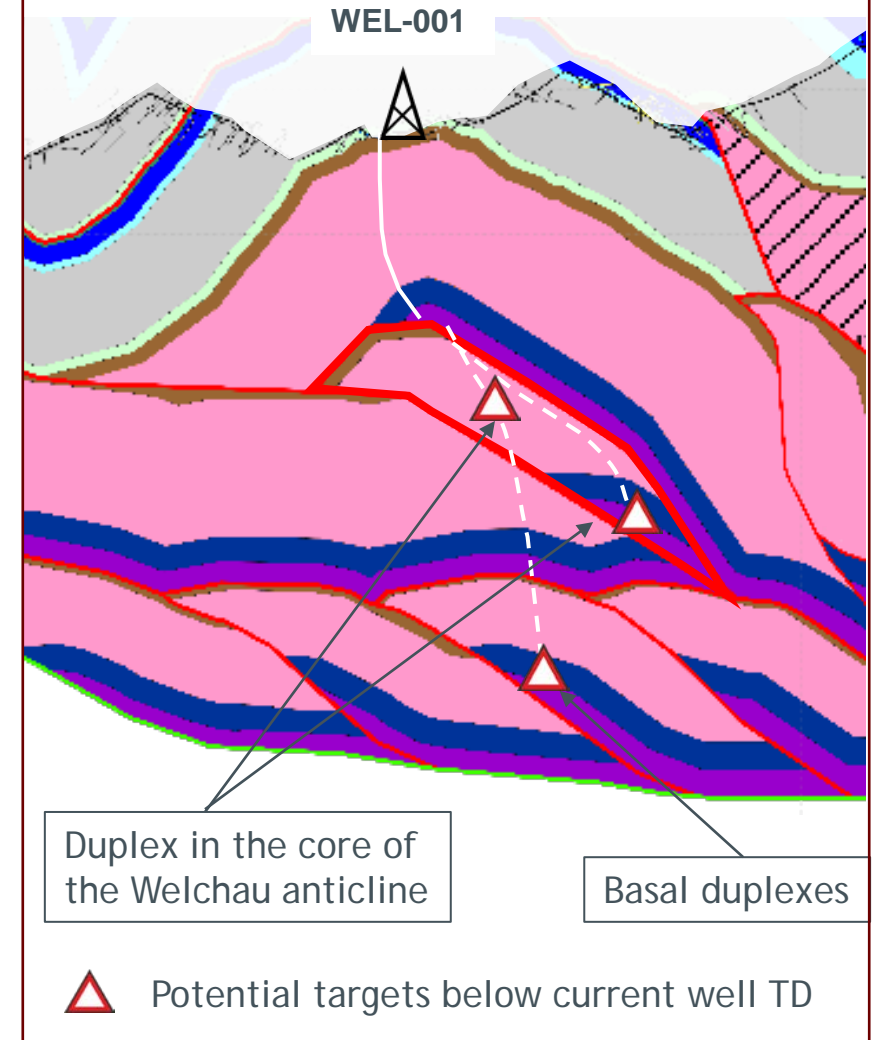 WEL-001
Duplex in the core of
the Welchau anticline
Basal duplexes
Potential targets below current well TD